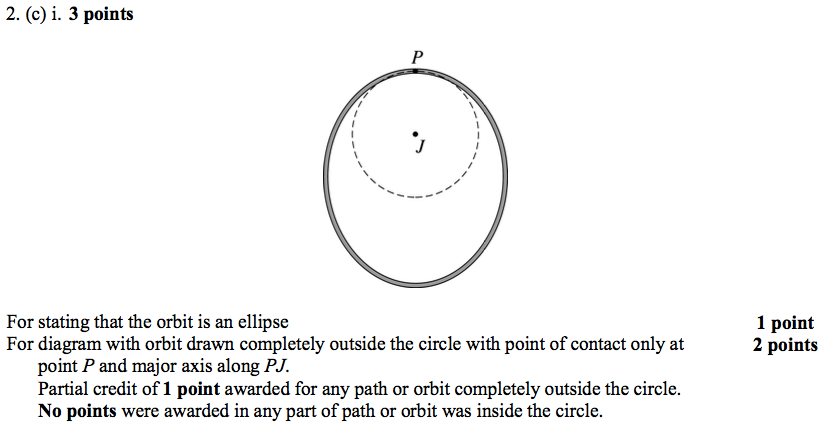 2. (c) i. 3 points
P
J
For stating that the orbit is an ellipse 1 point
For diagram with orbit drawn completely outside the circle with point of contact only at 2 points
point P and major axis along PJ.
Partial credit of 1 point awarded for any path or orbit completely outside the circle.
No points were awarded in any part of path or orbit was inside the circle.